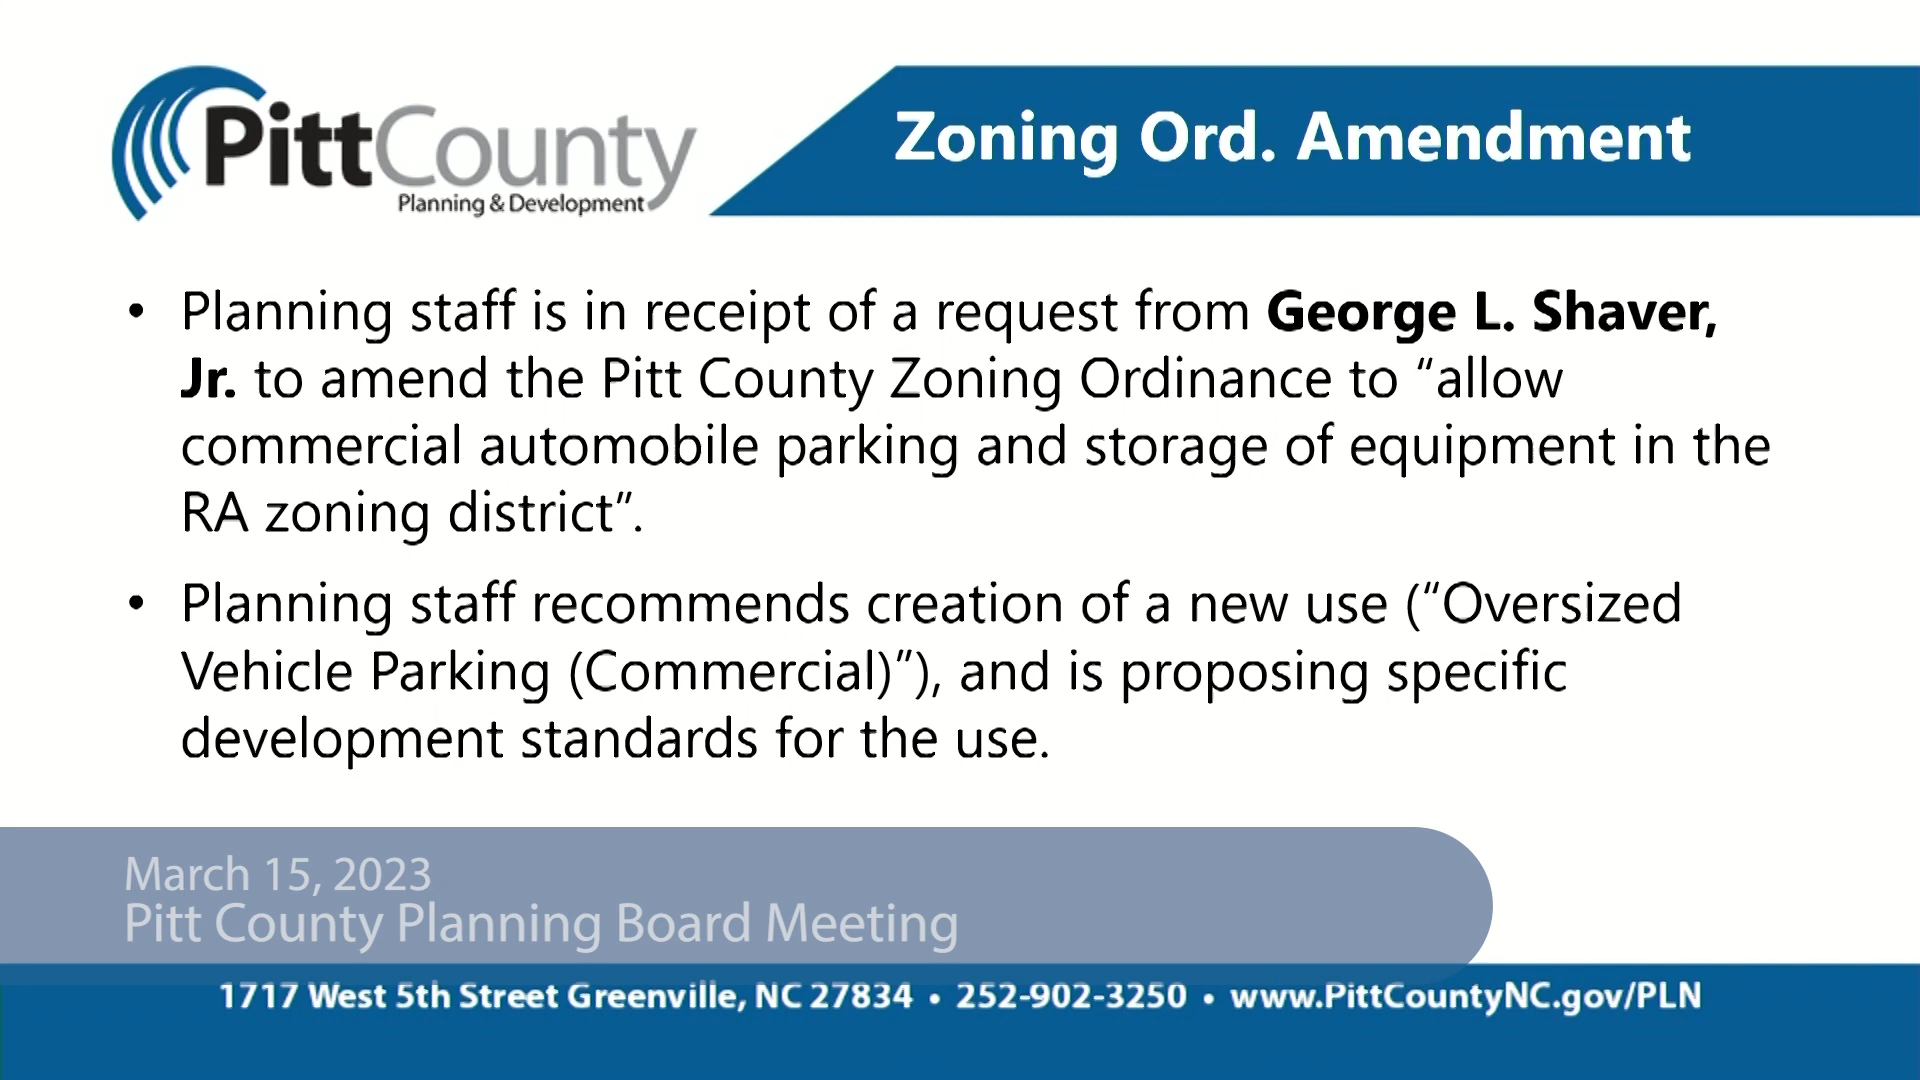 PittCounty
Planning & Development
Zoning Ord. Amendment
• Planning staff is in receipt of a request from George L. Shaver,
Jr. to amend the Pitt County Zoning Ordinance to “allow
commercial automobile parking and storage of equipment in the
RA zoning district”.
• Planning staff recommends creation of a new use (“Oversized
Vehicle Parking (Commercial)”), and is proposing specific
development standards for the use.
March 15, 2023
Pitt County Planning Board Meeting
1717 West 5th Street Greenville, NC 27834 • 252-902-3250 • www.PittCountyNC.gov/PLN